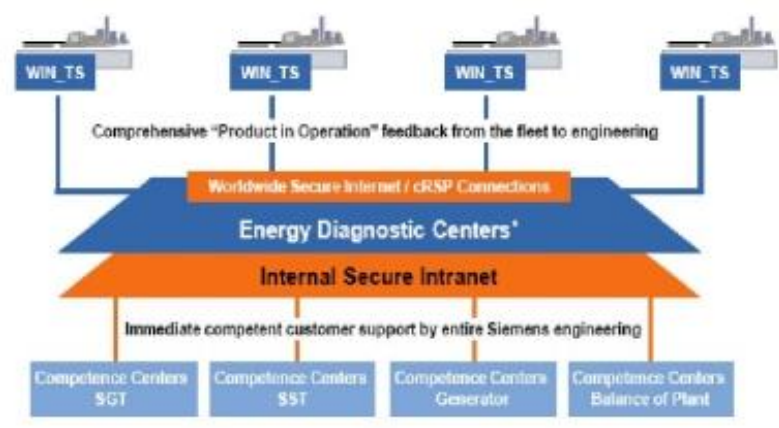 WIN_TS WIN_TS WIN_TS WIN_TS
Comprehensive "Product in Operation" feedback from the fleet to engineering
Worldwide Secure Internet / cRSP Connections
Energy Diagnostic Centers*
Internal Secure Intranet
Immediate competent customer support by entire Siemens engineering
Competence Centers Competence Centers Competence Centers Competence Centers
SGT SST Generator Balance of Plant